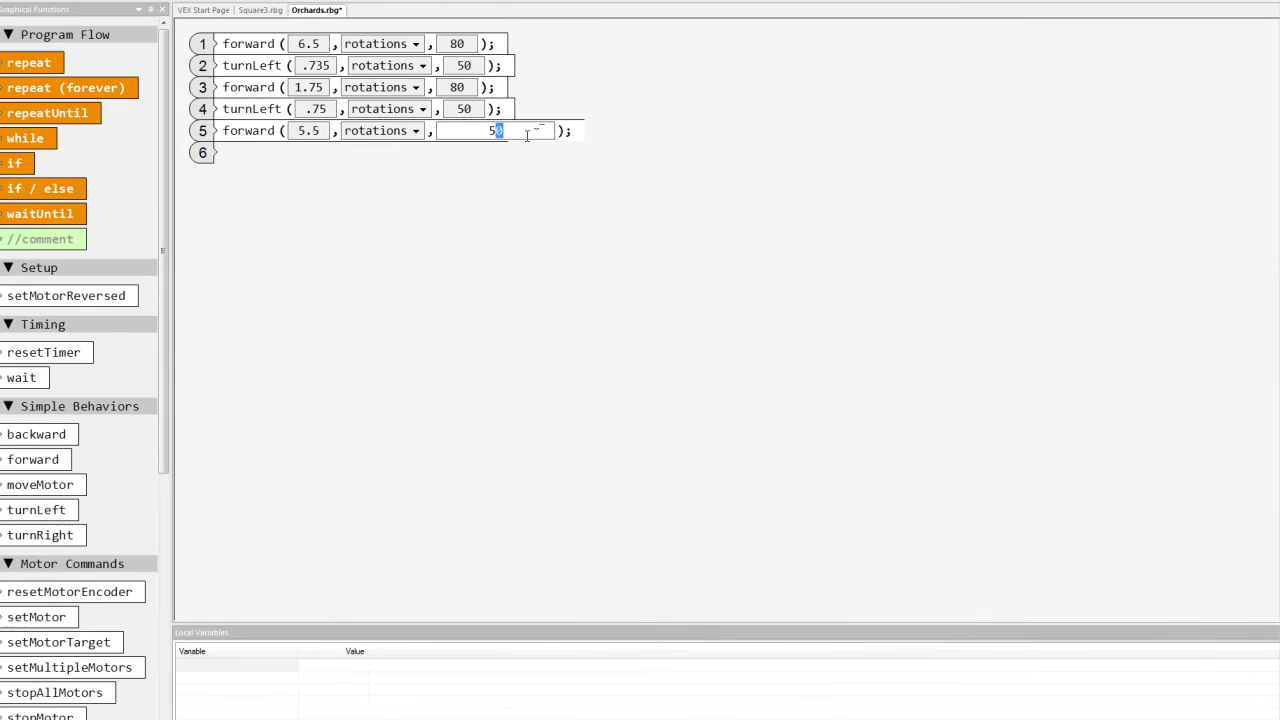 Graphical Functions
VEX Start Page
Square3.rbg
Orchards.rbg*
Program Flow
repeat
repeat (forever)
repeatUntil
while
if
if / else
waitUntil
//comment
Setup
setMotorReversed
Timing
resetTimer
wait
Simple Behaviors
backward
forward
moveMotor
turnLeft
turnRight
Motor Commands
resetMotorEncoder
setMotor
setMotorTarget
setMultipleMotors
stopAllMotors
stopMotor
1 forward ( 6.5 , rotations , 80 );
2 turnLeft ( .735 , rotations , 50 );
3 forward ( 1.75 , rotations , 80 );
4 turnLeft ( .75 , rotations , 50 );
5 forward ( 5.5 , rotations , 50 );
6
Local Variables
Variable Value